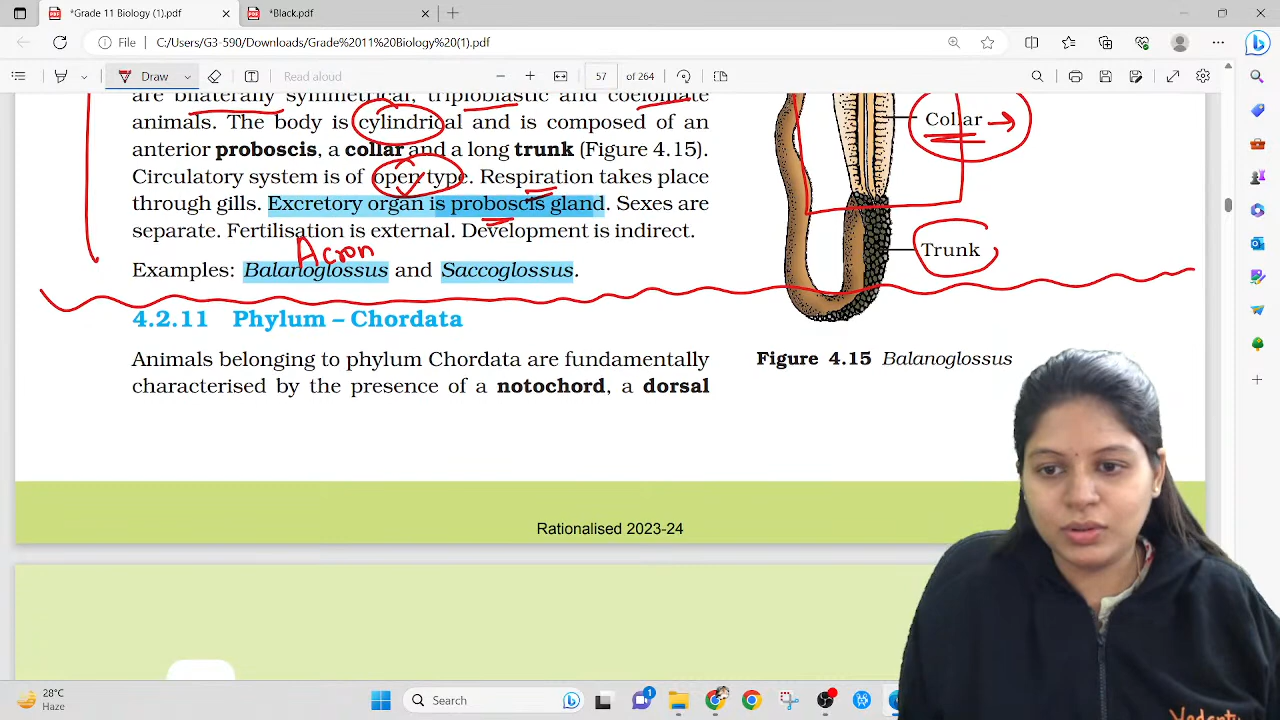 *Grade 11 Biology (1).pdf
*Black.pdf
File C:/Users/G3-590/Downloads/Grade%2011%20Biology%20(1).pdf
Draw
Read aloud
57 of 264
are bilaterally symmetrical, triploblastic and coelomate
animals. The body is cylindrical and is composed of an
anterior proboscis, a collar and a long trunk (Figure 4.15).
Circulatory system is of open type. Respiration takes place
through gills. Excretory organ is proboscis gland. Sexes are
separate. Fertilisation is external. Development is indirect.
Acron
Examples: Balanoglossus and Saccoglossus.
Collar
Trunk
Figure 4.15 Balanoglossus
4.2.11 Phylum – Chordata
Animals belonging to phylum Chordata are fundamentally
characterised by the presence of a notochord, a dorsal
Rationalised 2023-24
28°C
Haze
Search
1